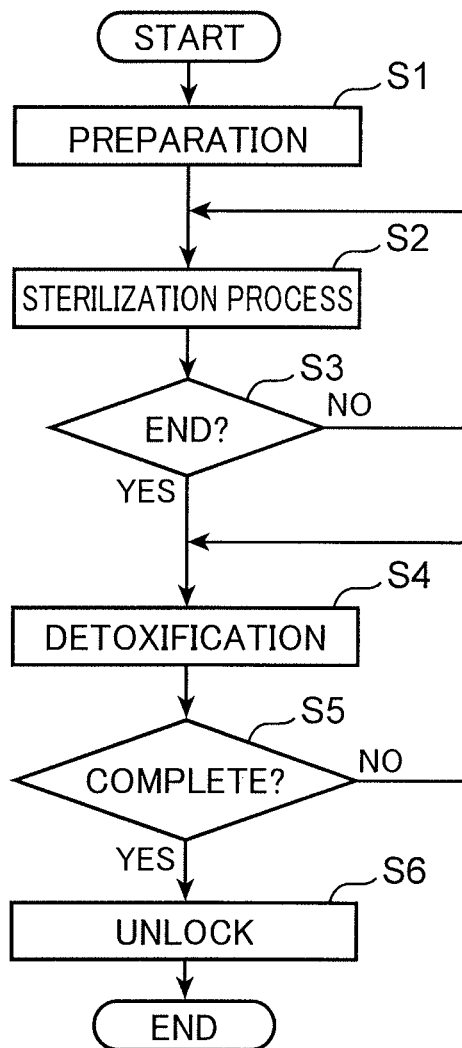 START
S1
PREPARATION
S2
STERILIZATION PROCESS
S3
END?
NO
YES
S4
DETOXIFICATION
S5
COMPLETE?
NO
YES
S6
UNLOCK
END